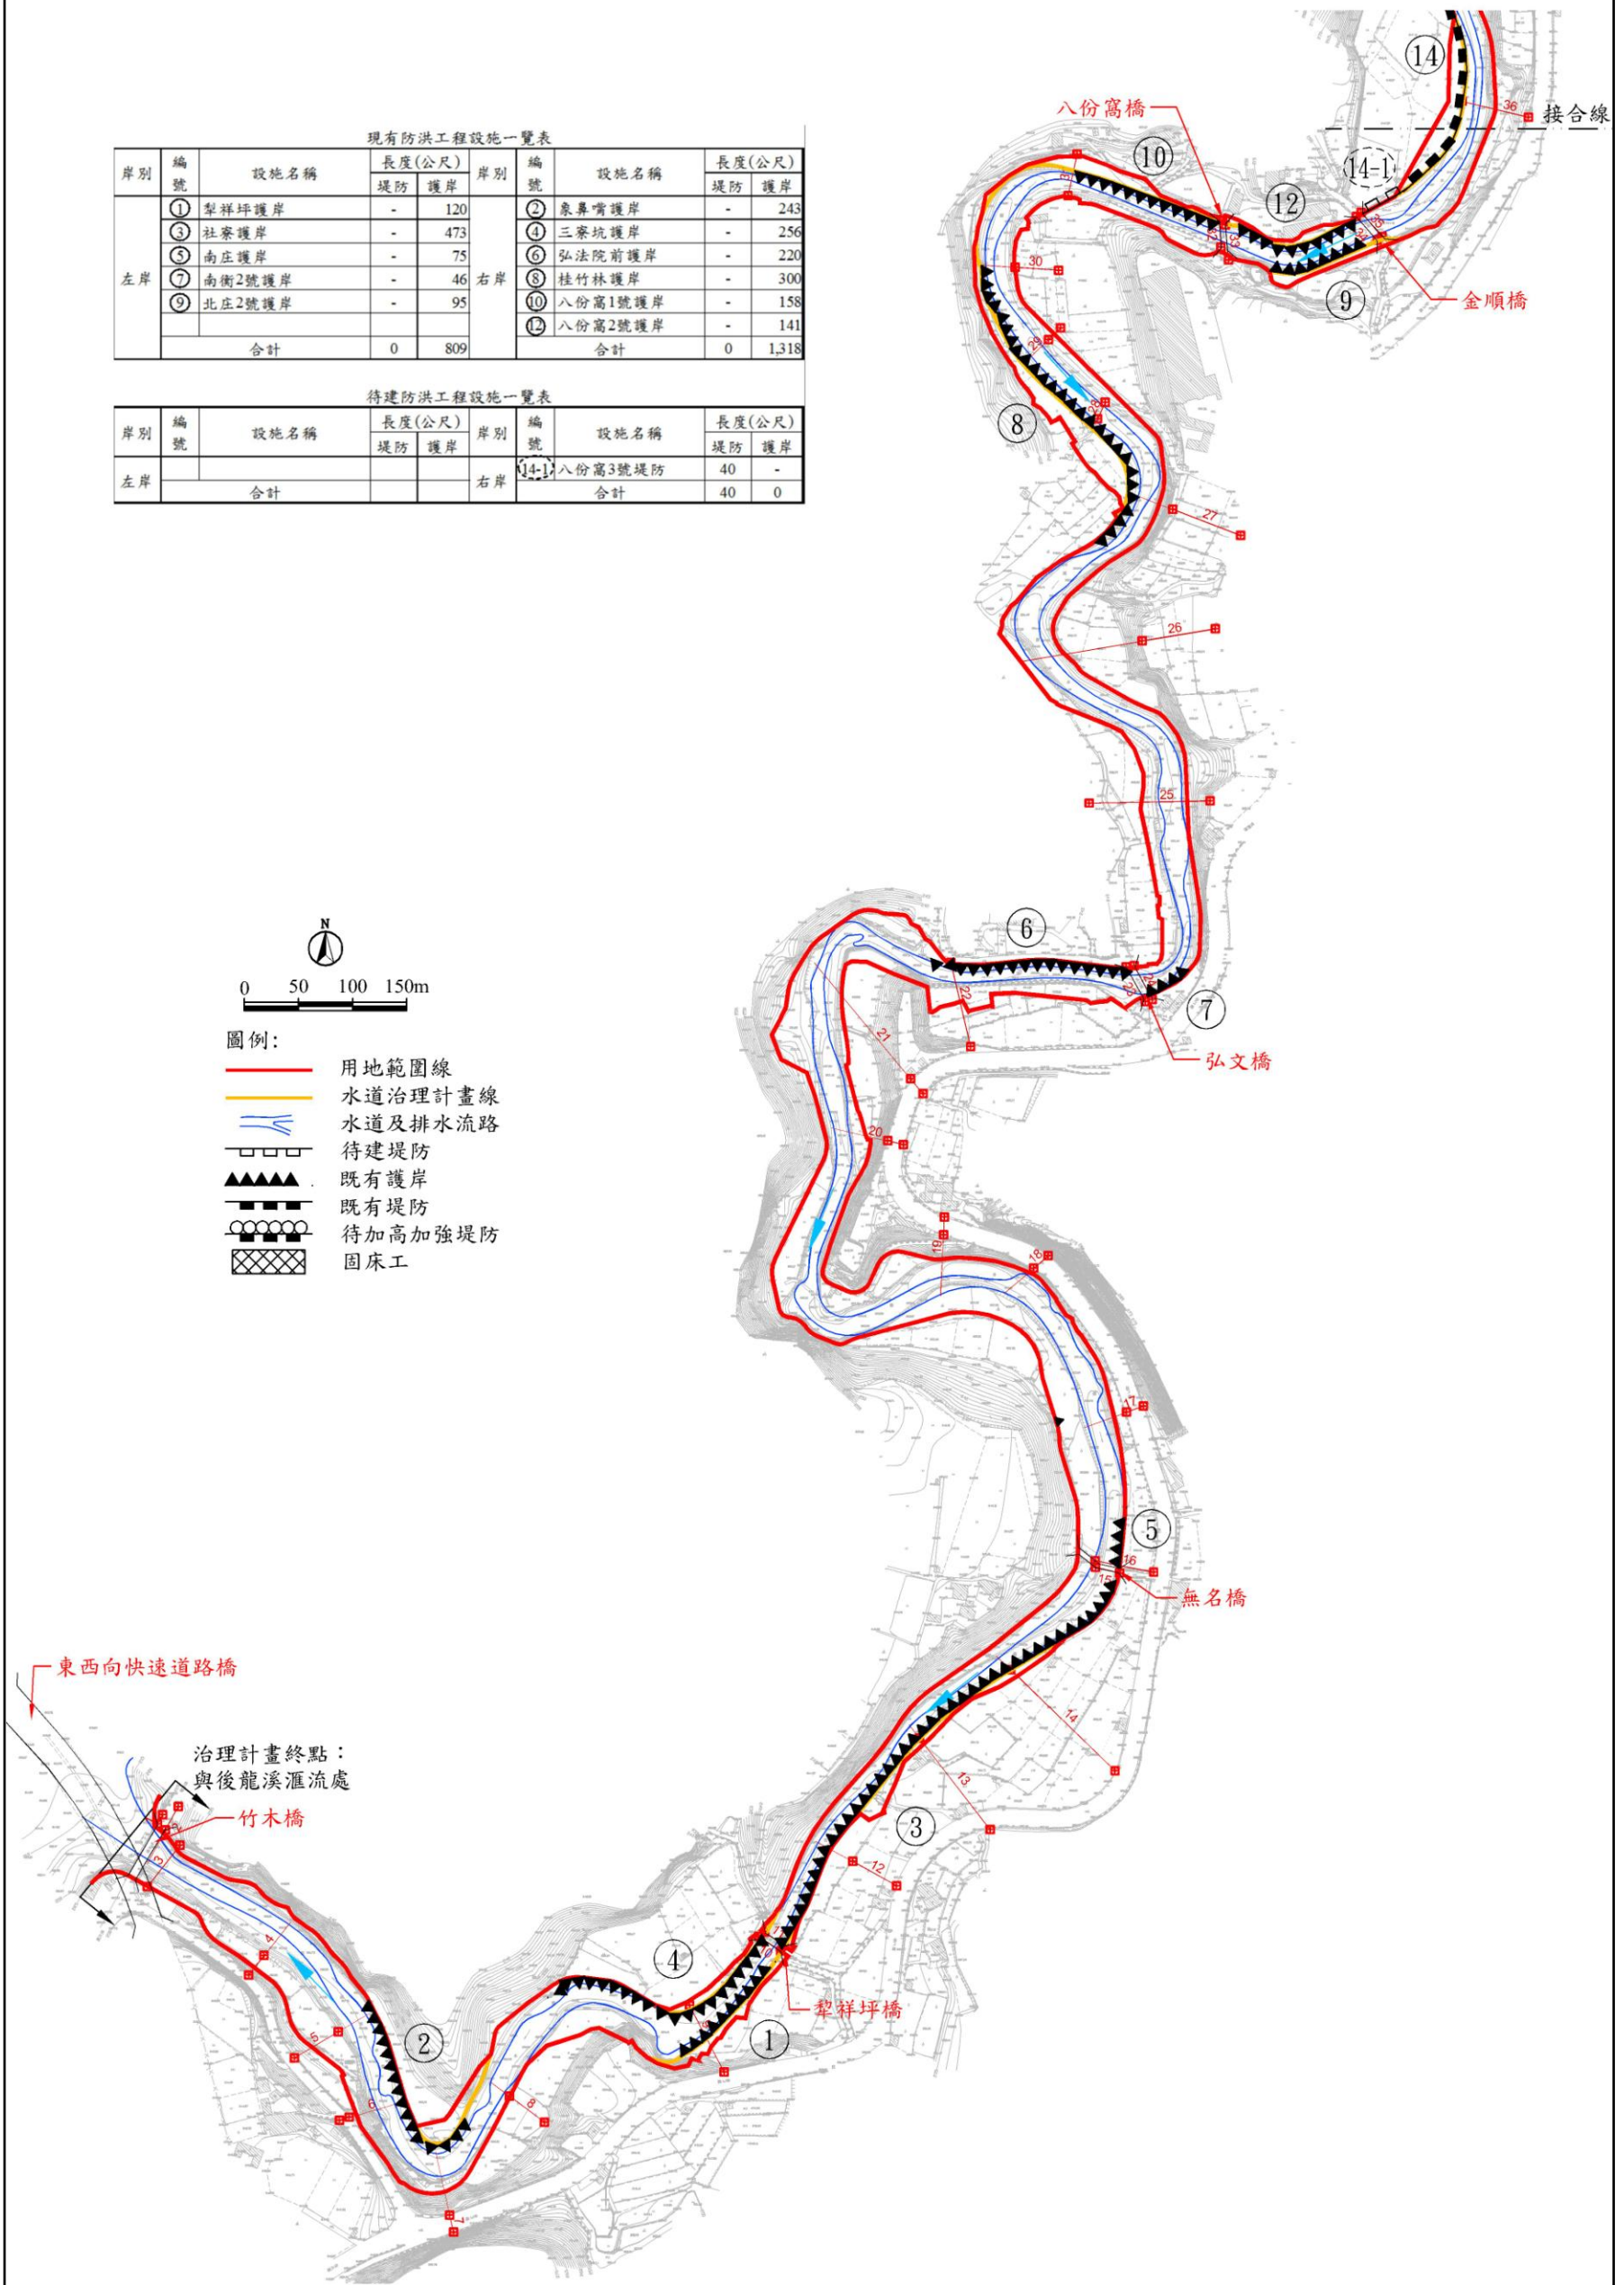 現有防洪工程設施一覽表
岸別 編號 設施名稱 長度(公尺) 岸別 編號 設施名稱 長度(公尺)
堤防 護岸 堤防 護岸
左岸 ① 犁祥坪護岸 - 120 右岸 ② 象鼻嘴護岸 - 243
③ 社寮護岸 - 473 ④ 三寮坑護岸 - 256
⑤ 南庄護岸 - 75 ⑥ 弘法院前護岸 - 220
⑦ 南衛2號護岸 - 46 ⑧ 桂竹林護岸 - 300
⑨ 北庄2號護岸 - 95 ⑩ 八份窩1號護岸 - 158
⑫ 八份窩2號護岸 - 141
合計 0 809 合計 0 1,318
待建防洪工程設施一覽表
岸別 編號 設施名稱 長度(公尺) 岸別 編號 設施名稱 長度(公尺)
堤防 護岸 堤防 護岸
左岸 右岸 14-1 八份窩3號堤防 40 -
合計 合計 40 0
⑭
36
接合線
八份窩橋
⑩
14-1
⑫
⑨
金順橋
32
33
34
35
30
29
28
⑧
27
26
25
⑥
⑦
22
23
24
弘文橋
21
20
19
18
17
⑤
16
15
無名橋
14
13
③
12
④
犁祥坪橋
①
②
8
7
6
5
4
3
2
N
0 50 100 150m
圖例:
用地範圍線
水道治理計畫線
水道及排水流路
待建堤防
既有護岸
既有堤防
待加高加強堤防
固床工
東西向快速道路橋
治理計畫終點：
與後龍溪滙流處
竹木橋